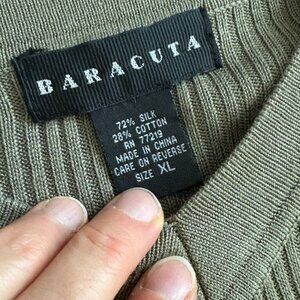 BARACUTA
72% SILK
28% COTTON
RN 77219
MADE IN CHINA
CARE ON REVERSE
SIZE XL